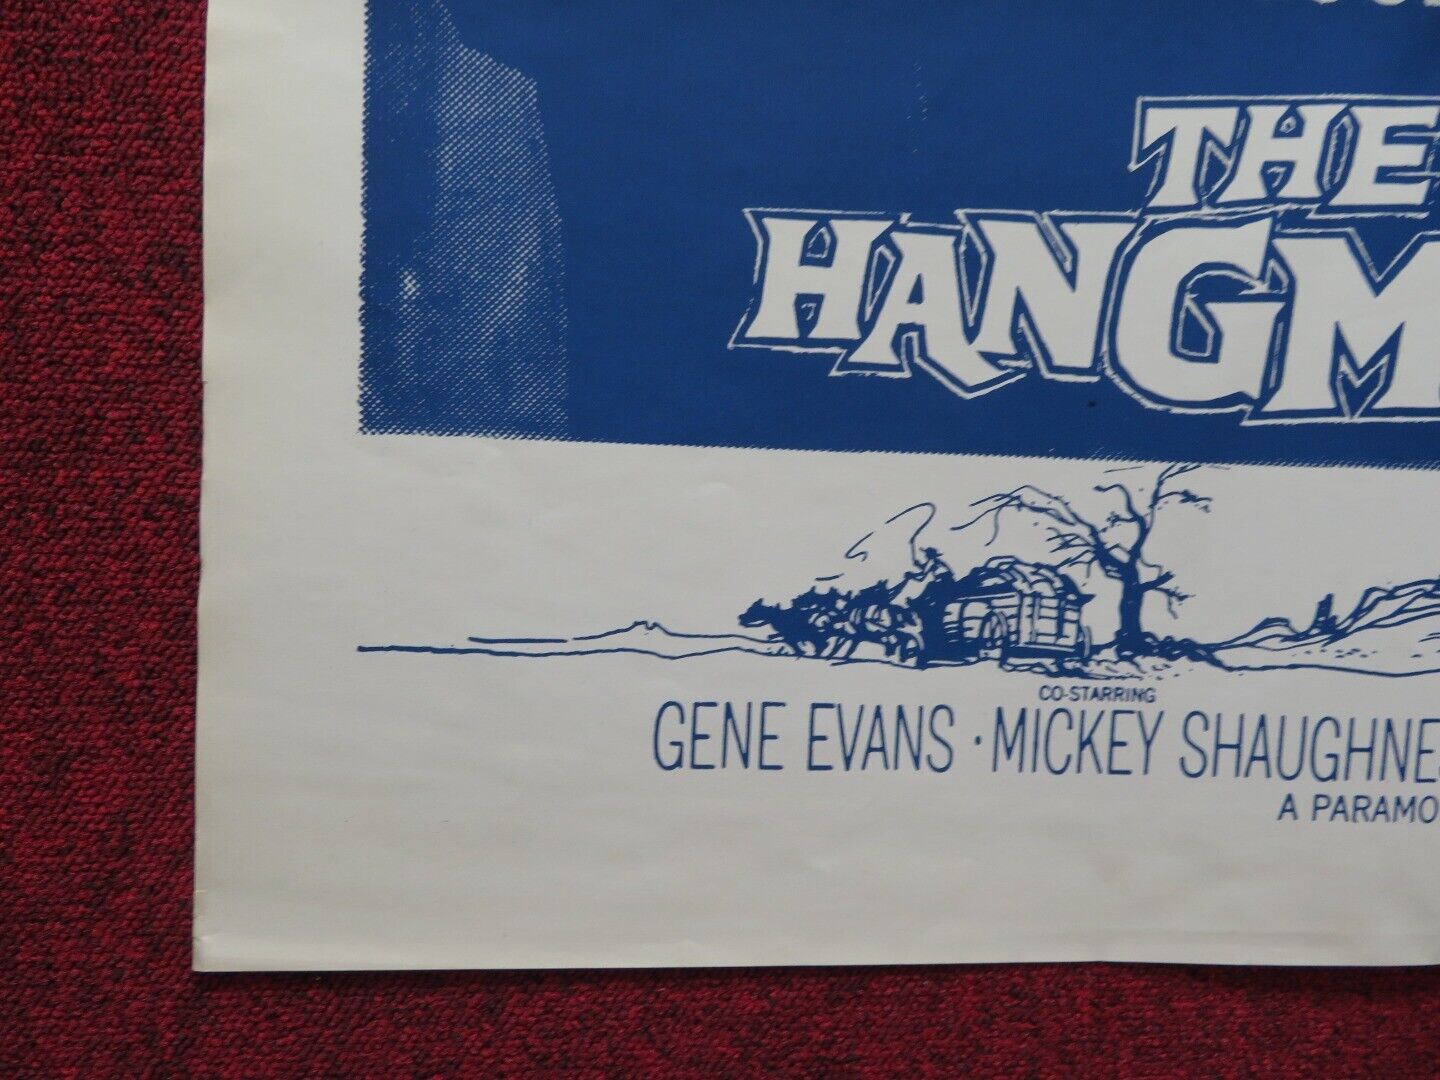 THE
HANGM
CO-STARRING
GENE EVANS · MICKEY SHAUGHNES
A PARAMO